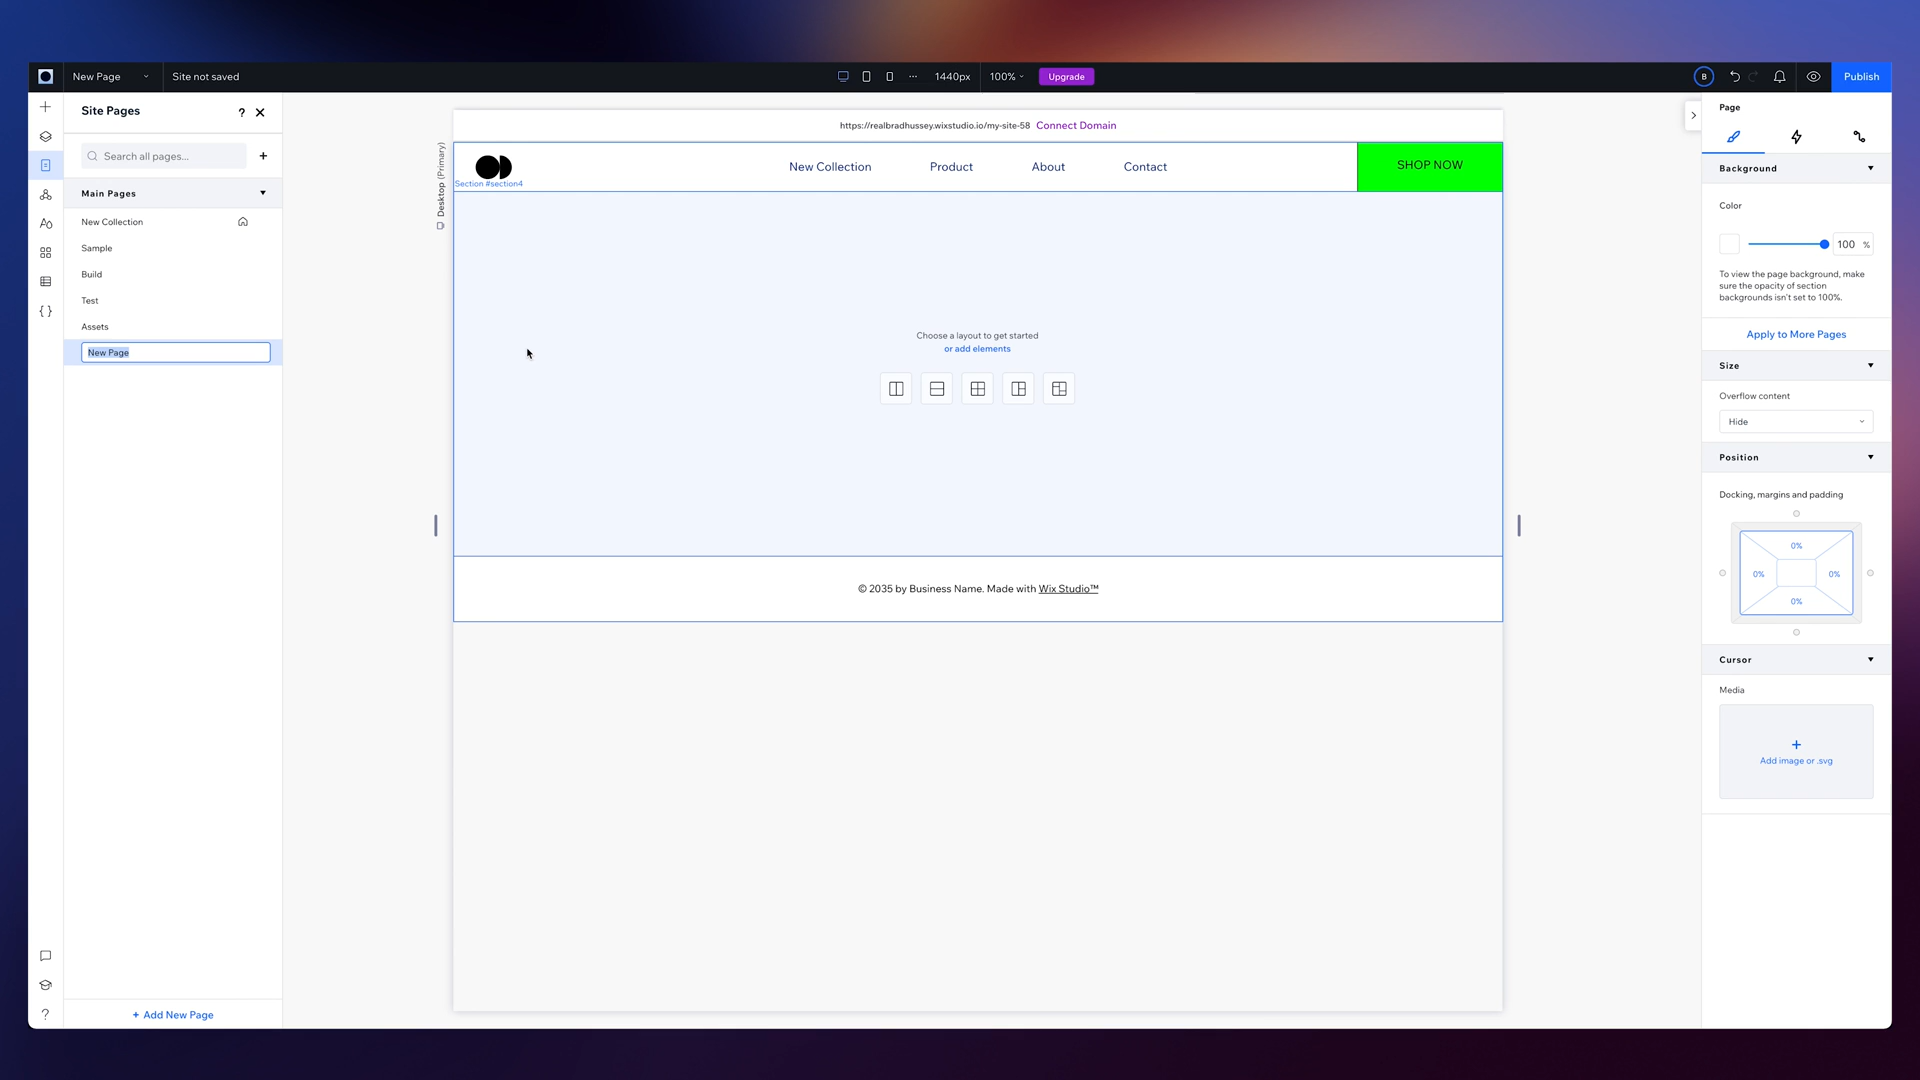 New Page
Site not saved
1440px
100%
Upgrade
B
Publish
Site Pages
?
Search all pages...
+
Main Pages
New Collection
Sample
Build
Test
Assets
New Page
+ Add New Page
?
Desktop (Primary)
https://realbradhussey.wixstudio.io/my-site-58 Connect Domain
New Collection
Product
About
Contact
SHOP NOW
Section #section4
Choose a layout to get started
or add elements
© 2035 by Business Name. Made with Wix Studio™
Page
Background
Color
100 %
To view the page background, make
sure the opacity of section
backgrounds isn't set to 100%.
Apply to More Pages
Size
Overflow content
Hide
Position
Docking, margins and padding
0%
0%
0%
0%
Cursor
Media
+
Add image or .svg